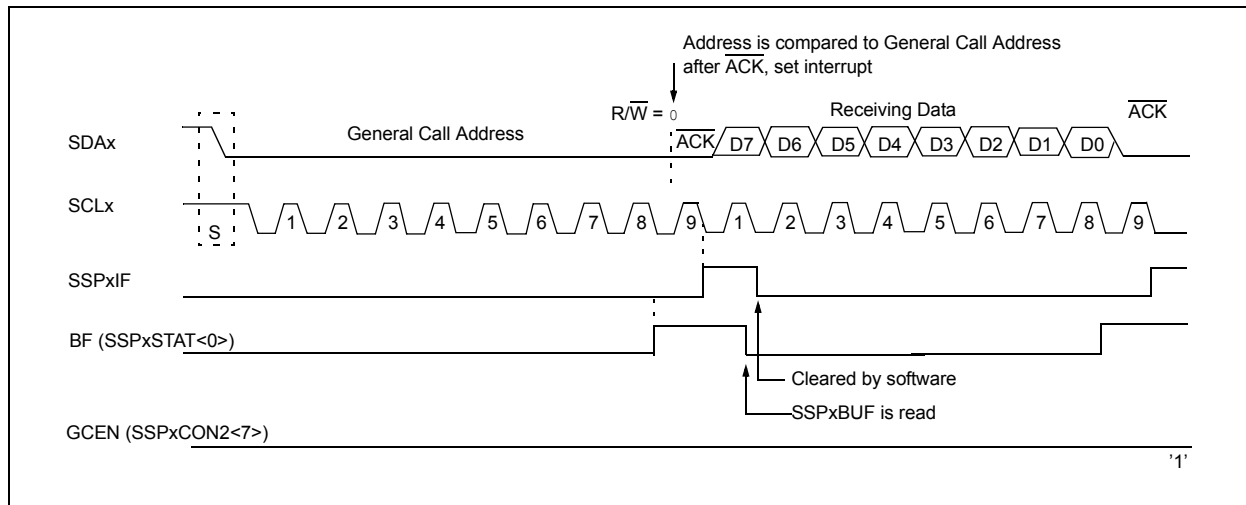 Address is compared to General Call Address
after ACK, set interrupt
R/W = 0
General Call Address
Receiving Data
ACK
SDAx
ACK
D7 D6 D5 D4 D3 D2 D1 D0
SCLx
S
1 2 3 4 5 6 7 8 9 1 2 3 4 5 6 7 8 9
SSPxIF
BF (SSPxSTAT<0>)
Cleared by software
SSPxBUF is read
GCEN (SSPxCON2<7>)
’1’